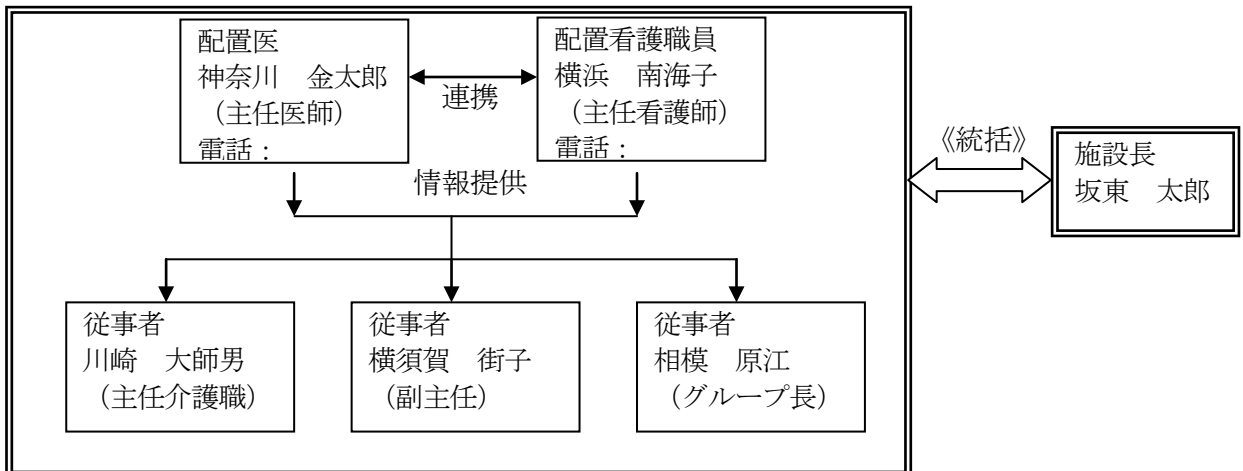 配置医
神奈川　金太郎
（主任医師）
電話：
連携
配置看護職員
横浜　南海子
（主任看護師）
電話：
情報提供
《統括》
施設長
坂東　太郎
従事者
川崎　大師男
（主任介護職）
従事者
横須賀　街子
（副主任）
従事者
相模　原江
（グループ長）